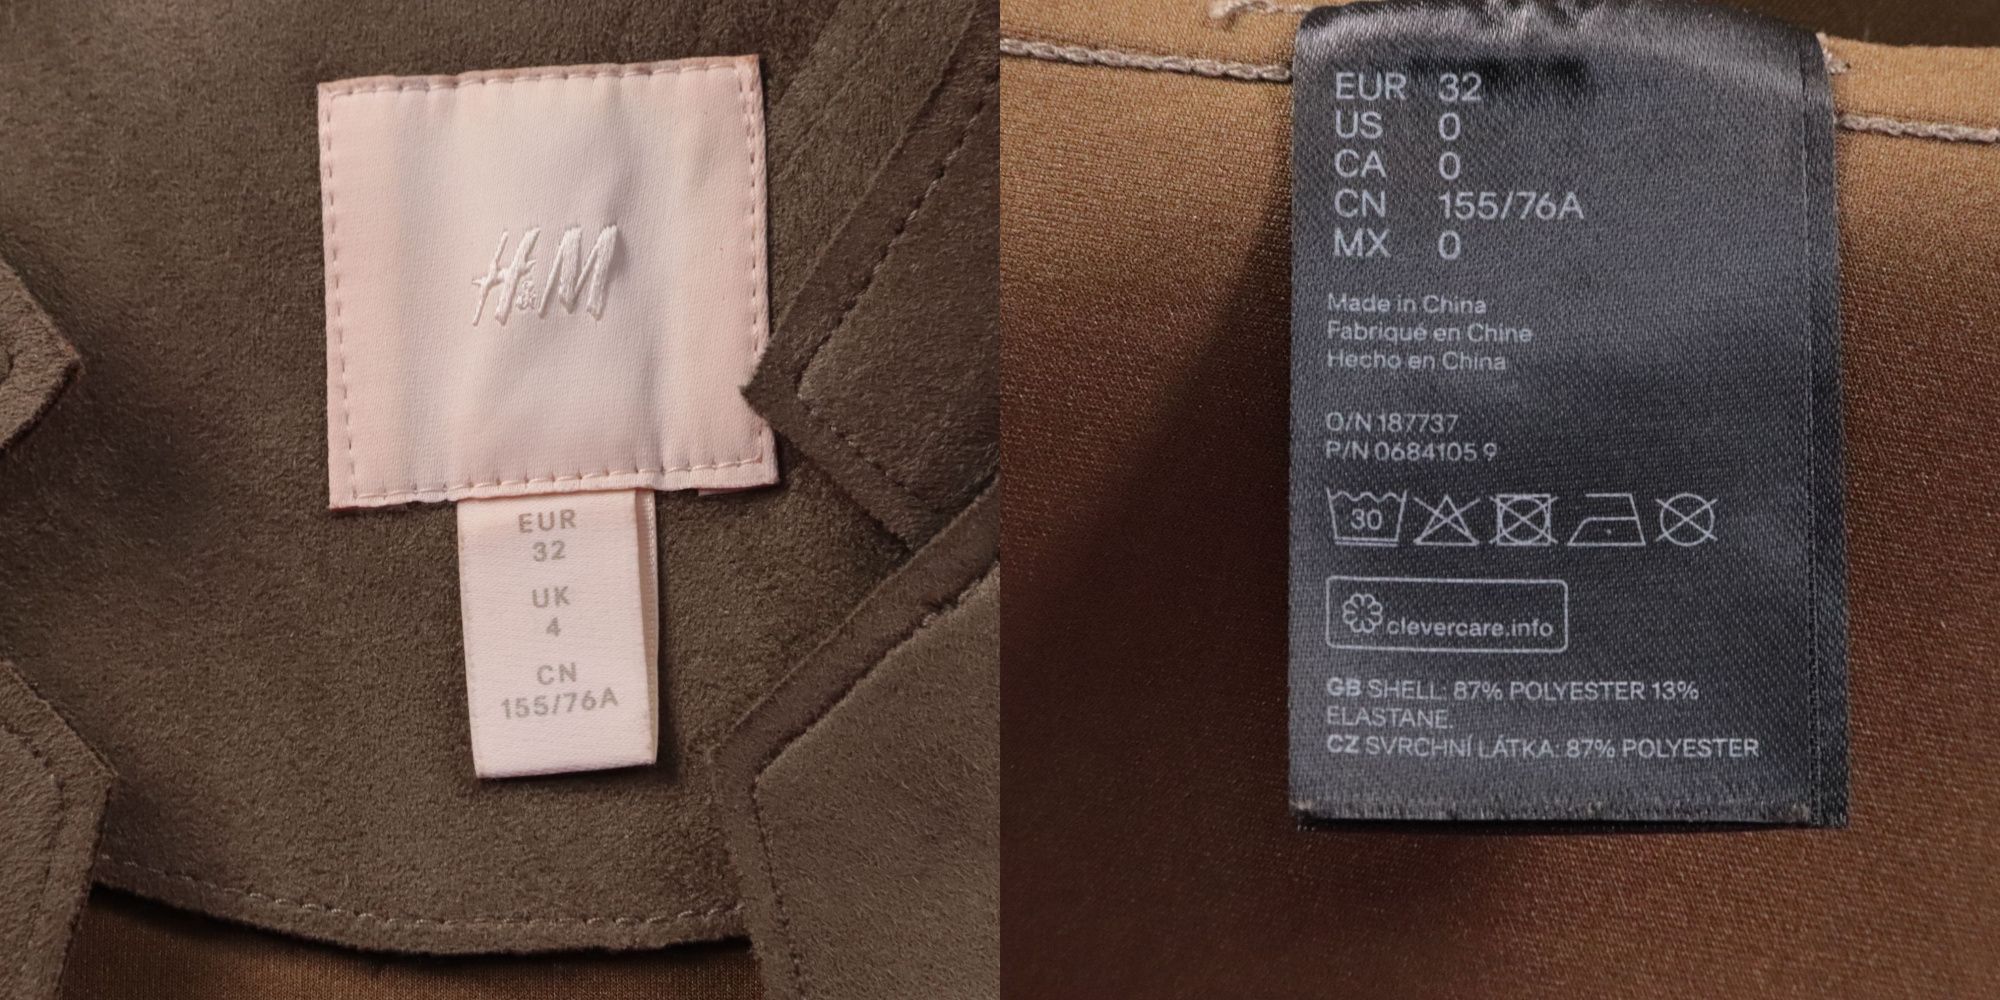 H&M
EUR
32
UK
4
CN
155/76A
EUR 32
US 0
CA 0
CN 155/76A
MX 0
Made in China
Fabriqué en Chine
Hecho en China
O/N 187737
P/N 0684105 9
30
clevercare.info
GB SHELL: 87% POLYESTER 13%
ELASTANE.
CZ SVRCHNÍ LÁTKA: 87% POLYESTER